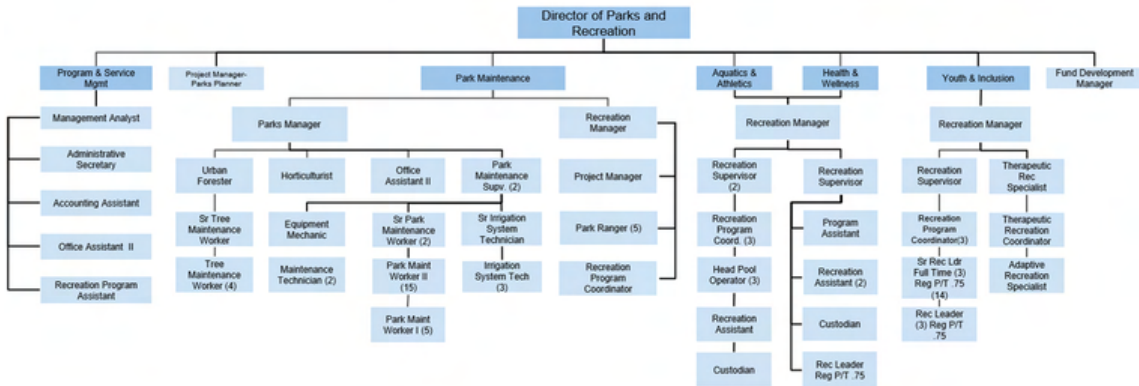 Director of Parks and
Recreation
Program & Service
Mgmt
Project Manager-
Parks Planner
Park Maintenance
Aquatics &
Athletics
Health &
Wellness
Youth & Inclusion
Fund Development
Manager
Management Analyst
Administrative
Secretary
Accounting Assistant
Office Assistant II
Recreation Program
Assistant
Parks Manager
Recreation
Manager
Urban
Forester
Horticulturist
Office
Assistant II
Park
Maintenance
Supv. (2)
Sr Tree
Maintenance
Worker
Tree
Maintenance
Worker (4)
Equipment
Mechanic
Maintenance
Technician (2)
Sr Park
Maintenance
Worker (2)
Park Maint
Worker II
(15)
Park Maint
Worker I (5)
Sr Irrigation
System
Technician
Irrigation
System Tech
(3)
Project Manager
Park Ranger (5)
Recreation
Program
Coordinator
Recreation Manager
Recreation
Supervisor
(2)
Recreation
Program
Coord. (3)
Head Pool
Operator (3)
Recreation
Assistant
Custodian
Recreation
Supervisor
Program
Assistant
Recreation
Assistant (2)
Custodian
Rec Leader
Reg P/T .75
Recreation Manager
Recreation
Supervisor
Recreation
Program
Coordinator(3)
Sr Rec Ldr
Full Time (3)
Reg P/T .75
(14)
Rec Leader
(3) Reg P/T
.75
Therapeutic
Rec
Specialist
Therapeutic
Recreation
Coordinator
Adaptive
Recreation
Specialist